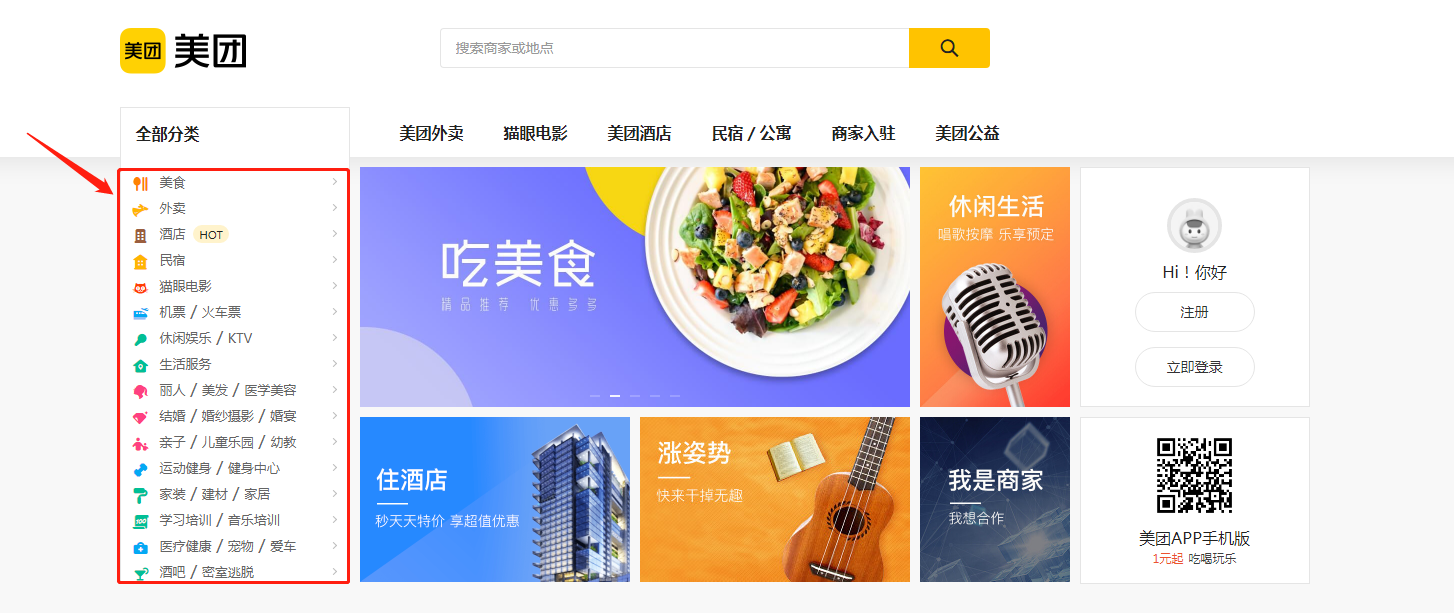 美团 美团
搜索商家或地点
全部分类
美团外卖 猫眼电影 美团酒店 民宿 / 公寓 商家入驻 美团公益
美食
外卖
酒店 HOT
民宿
猫眼电影
机票 / 火车票
休闲娱乐 / KTV
生活服务
丽人 / 美发 / 医学美容
结婚 / 婚纱摄影 / 婚宴
亲子 / 儿童乐园 / 幼教
运动健身 / 健身中心
家装 / 建材 / 家居
学习培训 / 音乐培训
医疗健康 / 宠物 / 爱车
酒吧 / 密室逃脱
吃美食
精品推荐 优惠多多
休闲生活
唱歌按摩 乐享预定
Hi！你好
注册
立即登录
住酒店
秒天天特价 享超值优惠
涨姿势
快来干掉无趣
我是商家
我想合作
美团APP手机版
1元起 吃喝玩乐